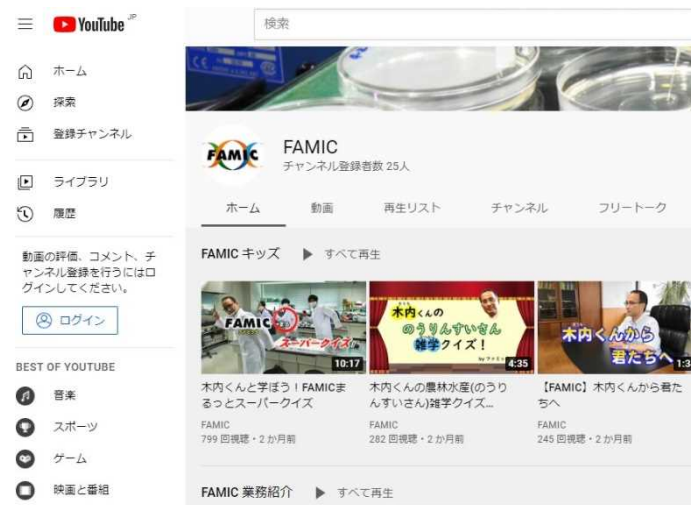 YouTube JP
検索
ホーム
探索
登録チャンネル
ライブラリ
履歴
動画の評価、コメント、チ
ャンネル登録を行うにはロ
グインしてください。
ログイン
BEST OF YOUTUBE
音楽
スポーツ
ゲーム
映画と番組
FAMIC
FAMIC
チャンネル登録者数 25人
ホーム 動画 再生リスト チャンネル フリートーク
FAMIC キッズ すべて再生
FAMIC
スーパークイズ
10:17
木内くんと学ぼう!FAMICま
るっとスーパークイズ
FAMIC
799 回視聴・2 か月前
木内くんの
のうりんすいさん
雑学クイズ!
4:35
木内くんの農林水産(のうり
んすいさん)雑学クイズ...
FAMIC
282 回視聴・2 か月前
木内くんから
君たちへ
【FAMIC】木内くんから君た
ちへ
FAMIC
245 回視聴・2 か月前
FAMIC 業務紹介 すべて再生